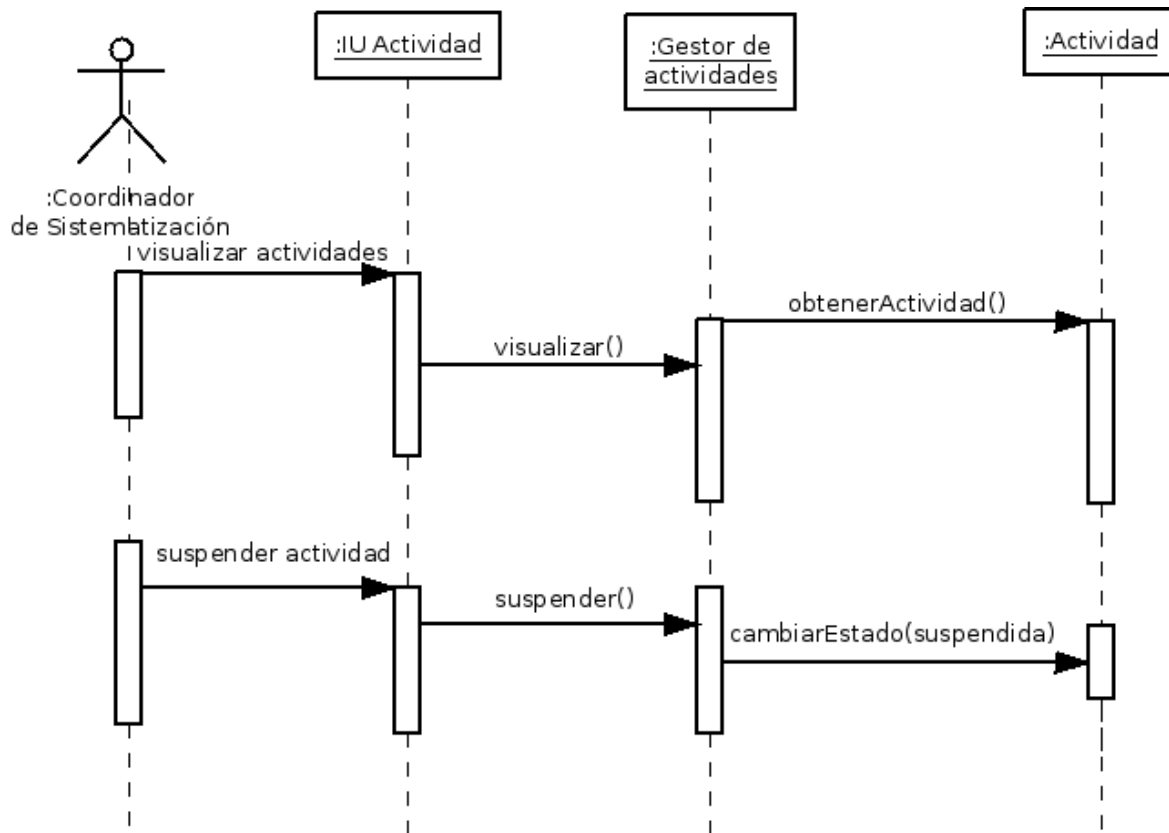 :IU Actividad
:Gestor de
actividades
:Actividad
:Coordinador
de Sistematización
visualizar actividades
obtenerActividad()
visualizar()
suspender actividad
suspender()
cambiarEstado(suspendida)